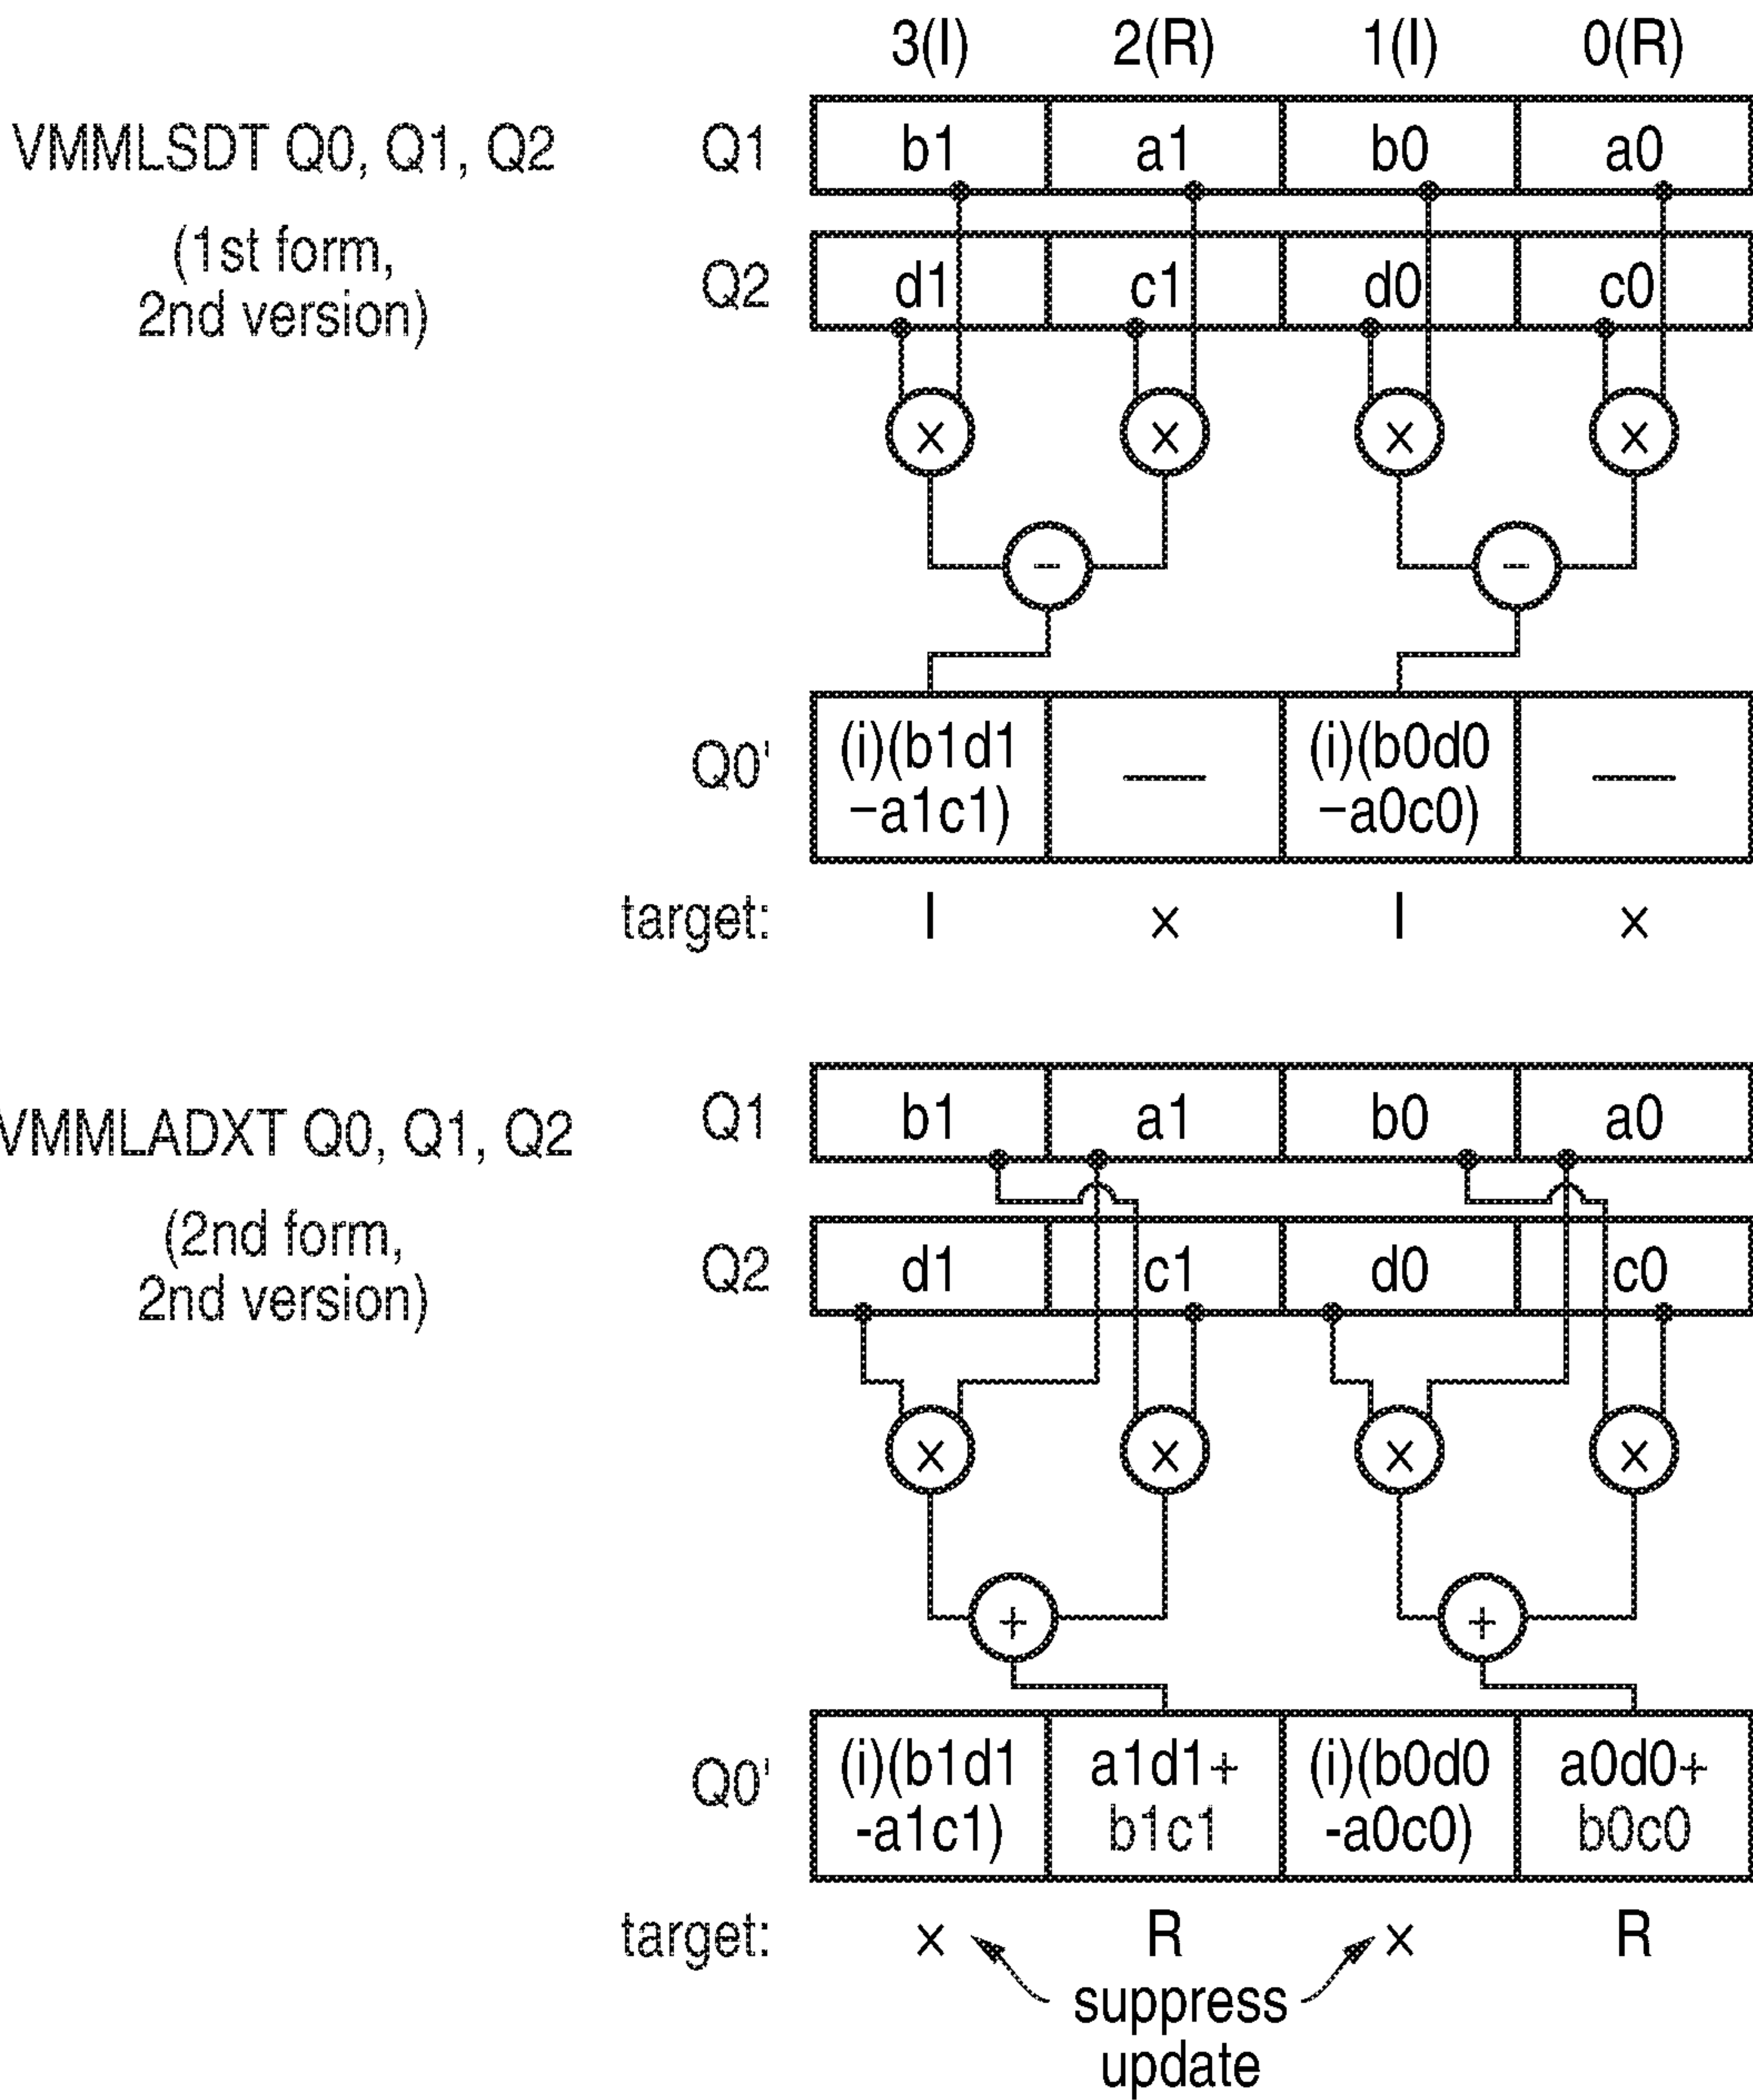 3(I) 2(R) 1(I) 0(R)
VMMLSDT Q0, Q1, Q2 Q1 b1 a1 b0 a0
(1st form,
2nd version)
Q2 d1 c1 d0 c0
× × × ×
− −
Q0' (i)(b1d1 — (i)(b0d0 —
−a1c1) −a0c0)
target: I × I ×
VMMLADXT Q0, Q1, Q2 Q1 b1 a1 b0 a0
(2nd form,
2nd version)
Q2 d1 c1 d0 c0
× × × ×
+ +
Q0' (i)(b1d1 a1d1+ (i)(b0d0 a0d0+
-a1c1) b1c1 -a0c0) b0c0
target: × R × R
suppress
update